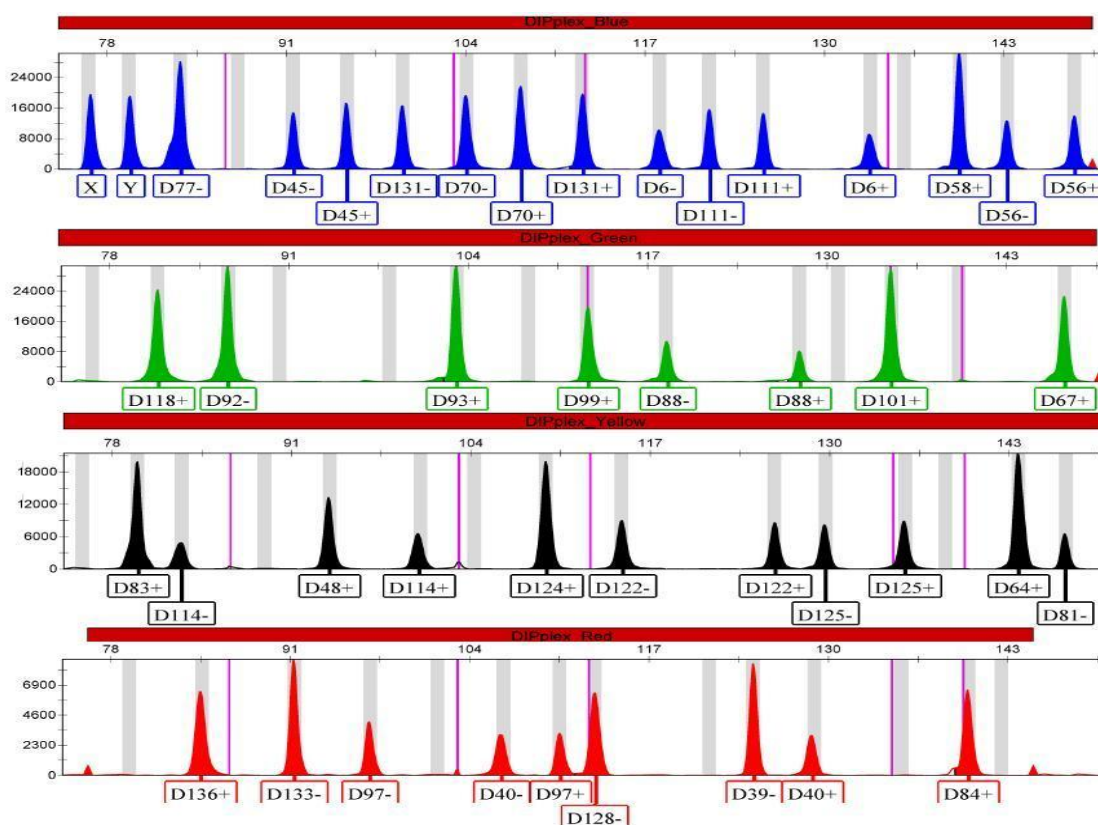 DIPplex_Blue
78 91 104 117 130 143
24000
16000
8000
0
X Y D77- D45- D131- D70- D131+ D6- D111+ D6+ D58+ D56+
D45+ D70+ D111- D56-
DIPplex_Green
78 91 104 117 130 143
24000
16000
8000
0
D118+ D92- D93+ D99+ D88- D88+ D101+ D67+
DIPplex_Yellow
78 91 104 117 130 143
18000
12000
6000
0
D83+ D48+ D114+ D124+ D122- D122+ D125+ D64+
D114- D125- D81-
DIPplex_Red
78 91 104 117 130 143
6900
4600
2300
0
D136+ D133- D97- D40- D97+ D39- D40+ D84+
D128-